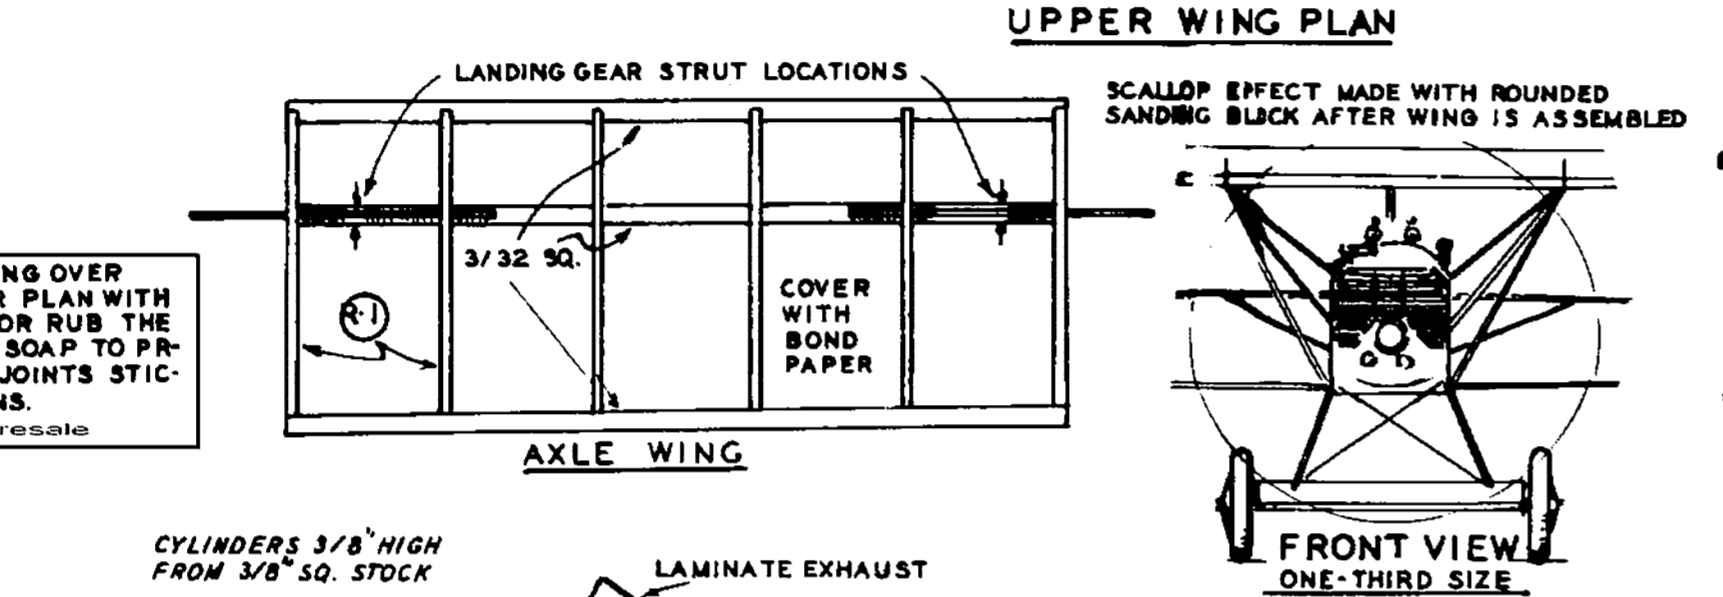 UPPER WING PLAN
LANDING GEAR STRUT LOCATIONS
SCALLOP EFFECT MADE WITH ROUNDED
SANDING BLOCK AFTER WING IS ASSEMBLED
3/32 SQ.
R-1
COVER
WITH
BOND
PAPER
NG OVER
R PLAN WITH
OR RUB THE
SOAP TO PR-
JOINTS STIC-
NS.
resale
AXLE WING
CYLINDERS 3/8" HIGH
FROM 3/8" SQ. STOCK
LAMINATE EXHAUST
FRONT VIEW
ONE-THIRD SIZE